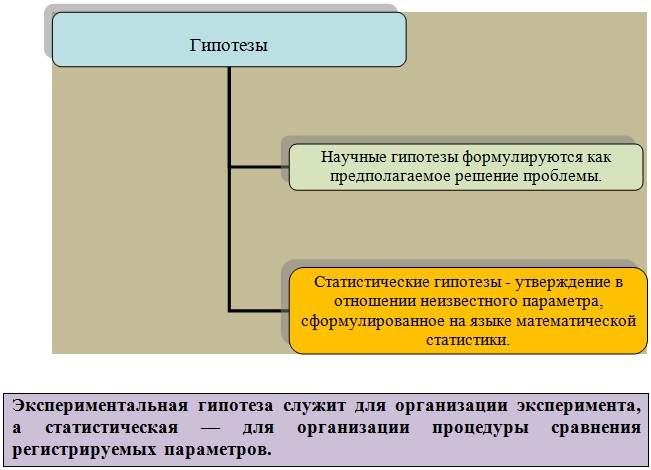 Гипотезы
Научные гипотезы формулируются как
предполагаемое решение проблемы.
Статистические гипотезы - утверждение в
отношении неизвестного параметра,
сформулированное на языке математической
статистики.
Экспериментальная гипотеза служит для организации эксперимента,
а статистическая — для организации процедуры сравнения
регистрируемых параметров.